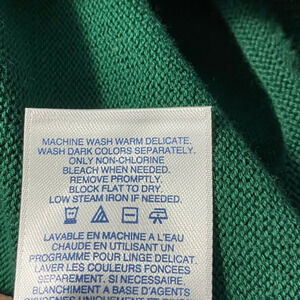 MACHINE WASH WARM DELICATE.
WASH DARK COLORS SEPARATELY.
ONLY NON-CHLORINE
BLEACH WHEN NEEDED.
REMOVE PROMPTLY.
BLOCK FLAT TO DRY.
LOW STEAM IRON IF NEEDED.
LAVABLE EN MACHINE A L'EAU
CHAUDE EN UTILISANT UN
PROGRAMME POUR LINGE DELICAT.
LAVER LES COULEURS FONCEES
SEPAREMENT. SI NECESSAIRE,
BLANCHIMENT A BASE D'AGENTS